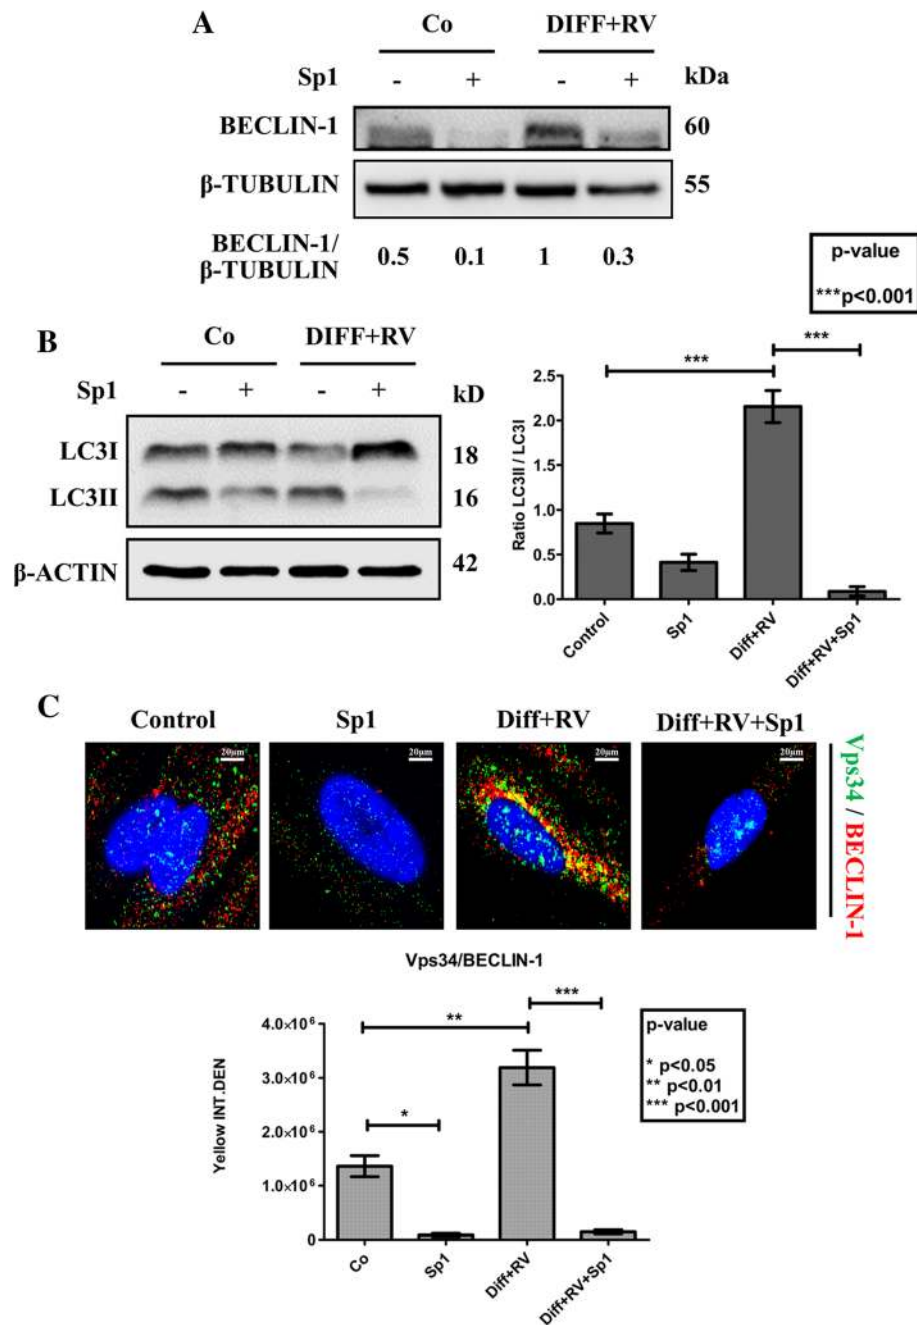 A
Co DIFF+RV
Sp1 - + - + kDa
BECLIN-1 60
β-TUBULIN 55
BECLIN-1/
β-TUBULIN 0.5 0.1 1 0.3
p-value
***p<0.001
B
Co DIFF+RV
Sp1 - + - + kD
LC3I 18
LC3II 16
β-ACTIN 42
*** ***
Ratio LC3II / LC3I
2.5
2.0
1.5
1.0
0.5
0.0
Control Sp1 Diff+RV Diff+RV+Sp1
C
Control Sp1 Diff+RV Diff+RV+Sp1
20µm 20µm 20µm 20µm
Vps34 / BECLIN-1
Vps34/BECLIN-1
Yellow INT.DEN
4.0×10⁶
3.0×10⁶
2.0×10⁶
1.0×10⁶
0
* ** ***
Co Sp1 Diff+RV Diff+RV+Sp1
p-value
* p<0.05
** p<0.01
*** p<0.001